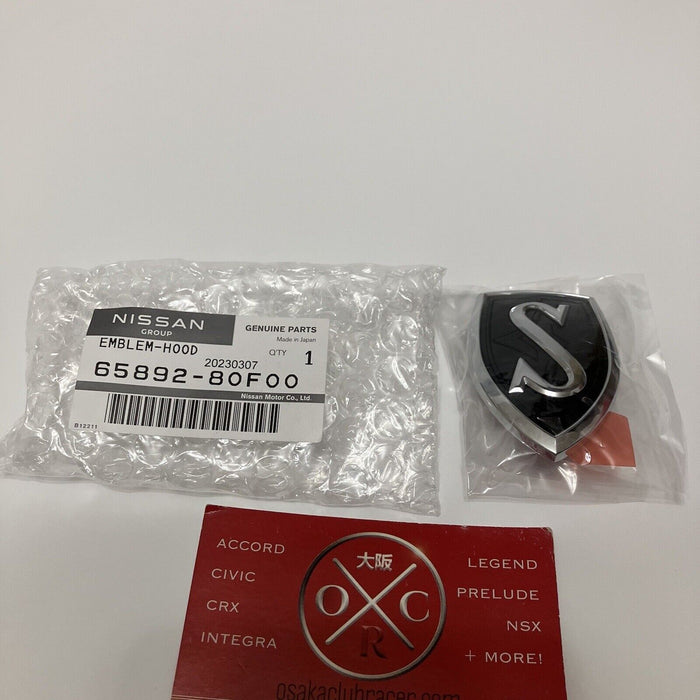 NISSAN
GROUP
GENUINE PARTS
Made in Japan
EMBLEM-HOOD
Q'TY 1
20230307
65892-80F00
Nissan Motor Co., Ltd.
B12211
S
ACCORD
CIVIC
CRX
INTEGRA
大阪
O C
R
LEGEND
PRELUDE
NSX
+ MORE!
osakaclubracer.com